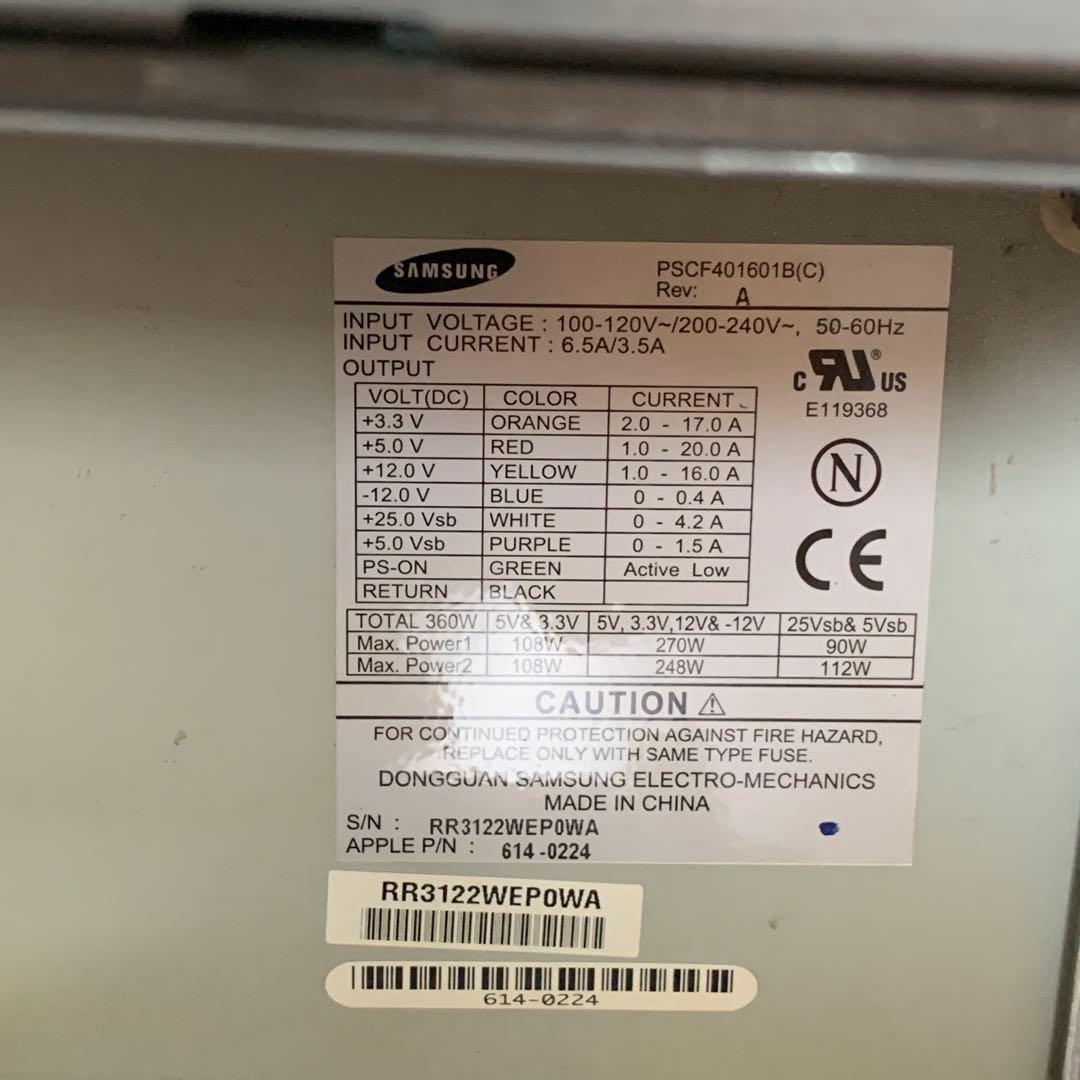 SAMSUNG PSCF401601B(C)
Rev: A
INPUT VOLTAGE : 100-120V~/200-240V~, 50-60Hz
INPUT CURRENT : 6.5A/3.5A
OUTPUT
C RU ® US
E119368
N
CE
VOLT(DC) COLOR CURRENT
+3.3 V ORANGE 2.0 - 17.0 A
+5.0 V RED 1.0 - 20.0 A
+12.0 V YELLOW 1.0 - 16.0 A
-12.0 V BLUE 0 - 0.4 A
+25.0 Vsb WHITE 0 - 4.2 A
+5.0 Vsb PURPLE 0 - 1.5 A
PS-ON GREEN Active Low
RETURN BLACK
TOTAL 360W 5V& 3.3V 5V, 3.3V,12V& -12V 25Vsb& 5Vsb
Max. Power1 108W 270W 90W
Max. Power2 108W 248W 112W
CAUTION ⚠
FOR CONTINUED PROTECTION AGAINST FIRE HAZARD,
REPLACE ONLY WITH SAME TYPE FUSE.
DONGGUAN SAMSUNG ELECTRO-MECHANICS
MADE IN CHINA
S/N : RR3122WEP0WA
APPLE P/N : 614-0224
RR3122WEP0WA
614-0224